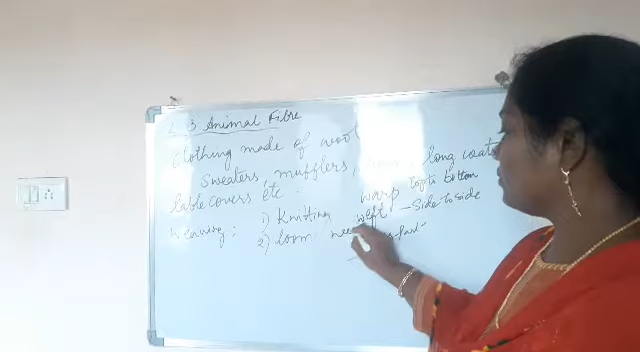 3 Animal Fibre
Clothing made of wool
Sweaters, mufflers, long coats
table covers etc.
weaving: 1) Knitting
2) loom
warp top to bottom
weft - Side to side